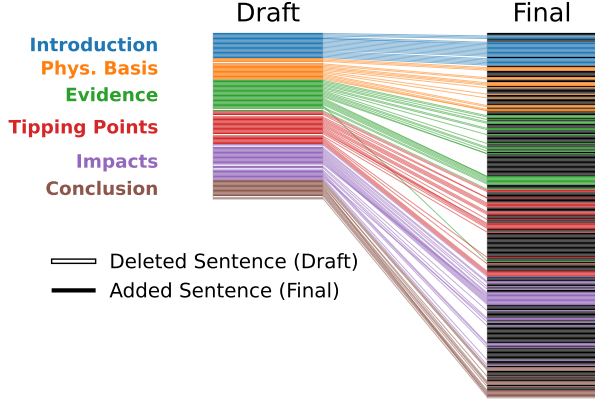 Draft Final
Introduction
Phys. Basis
Evidence
Tipping Points
Impacts
Conclusion
Deleted Sentence (Draft)
Added Sentence (Final)